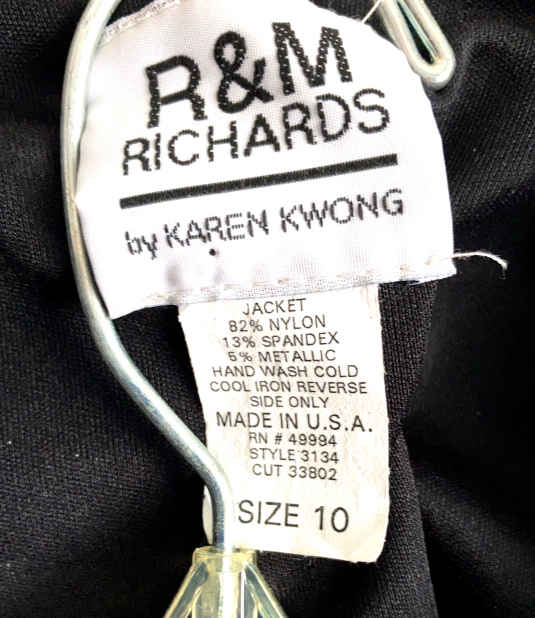 R&M
RICHARDS
by KAREN KWONG
JACKET
82% NYLON
13% SPANDEX
5% METALLIC
HAND WASH COLD
COOL IRON REVERSE
SIDE ONLY
MADE IN U.S.A.
RN # 49994
STYLE 3134
CUT 33802
SIZE 10